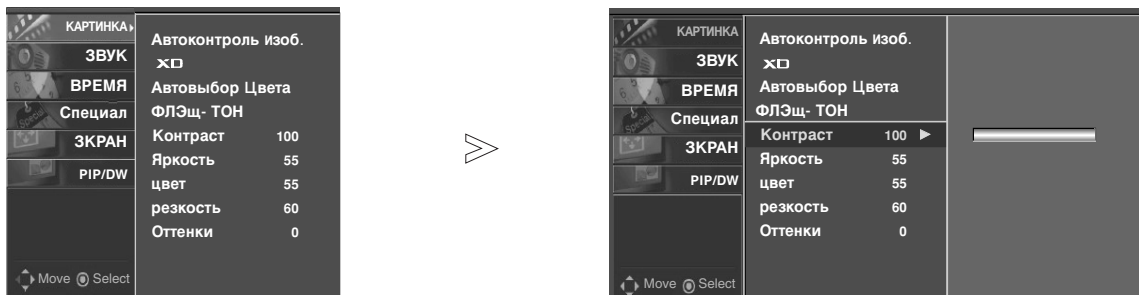 КАРТИНКА
ЗВУК
ВРЕМЯ
Специал
ЗКРАН
PIP/DW
Move Select
Автоконтроль изоб.
XD
Автовыбор Цвета
ФЛЭщ- ТОН
Контраст 100
Яркость 55
цвет 55
резкость 60
Оттенки 0
КАРТИНКА
ЗВУК
ВРЕМЯ
Специал
ЗКРАН
PIP/DW
Move Select
Автоконтроль изоб.
XD
Автовыбор Цвета
ФЛЭщ- ТОН
Контраст 100
Яркость 55
цвет 55
резкость 60
Оттенки 0